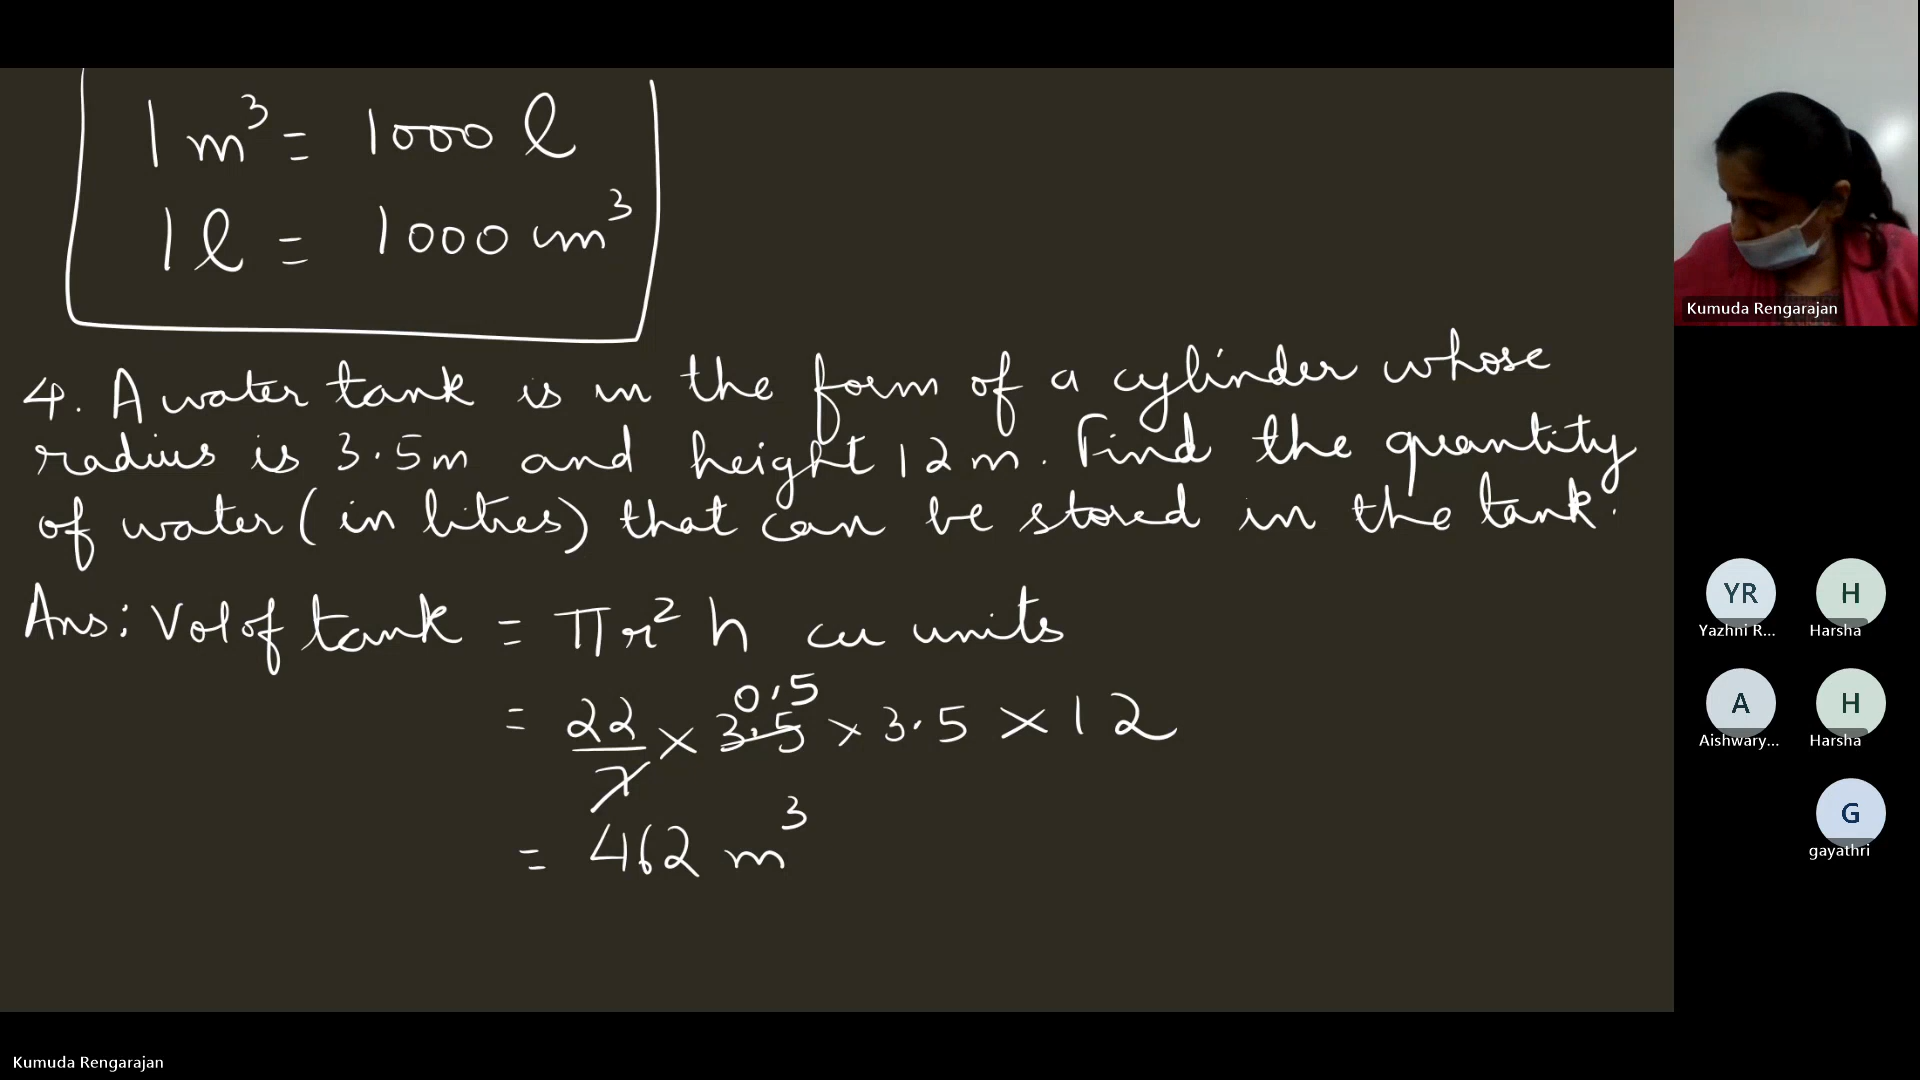 1 m³ = 1000 l
1 l = 1000 cm³
4. A water tank is in the form of a cylinder whose
radius is 3.5m and height 12m. Find the quantity
of water (in litres) that can be stored in the tank.
Ans: Vol of tank = πr² h cu units
0.5
= 22/7 × 3.5 × 3.5 × 12
= 462 m³
Kumuda Rengarajan
YR
Yazhni R...
H
Harsha
A
Aishwary...
H
Harsha
G
gayathri
Kumuda Rengarajan